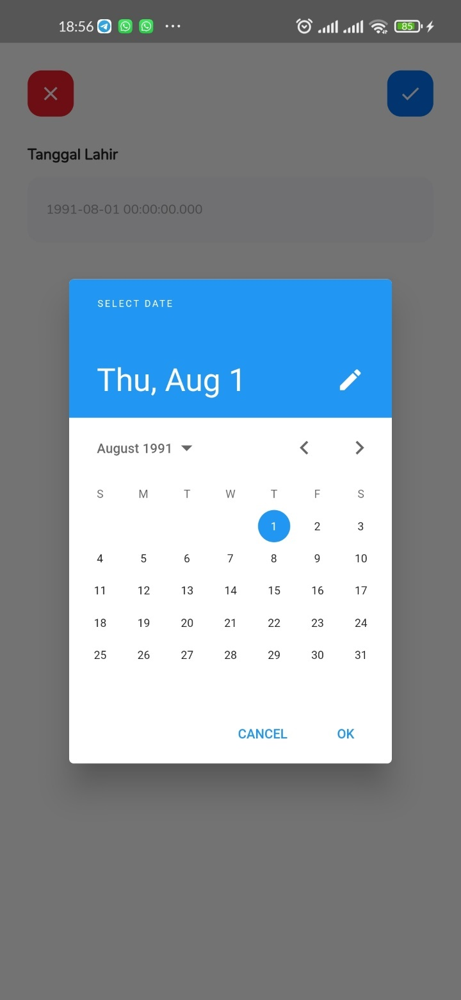 18:56 85
Tanggal Lahir
1991-08-01 00:00:00.000
SELECT DATE
Thu, Aug 1
August 1991
S M T W T F S
1 2 3
4 5 6 7 8 9 10
11 12 13 14 15 16 17
18 19 20 21 22 23 24
25 26 27 28 29 30 31
CANCEL OK